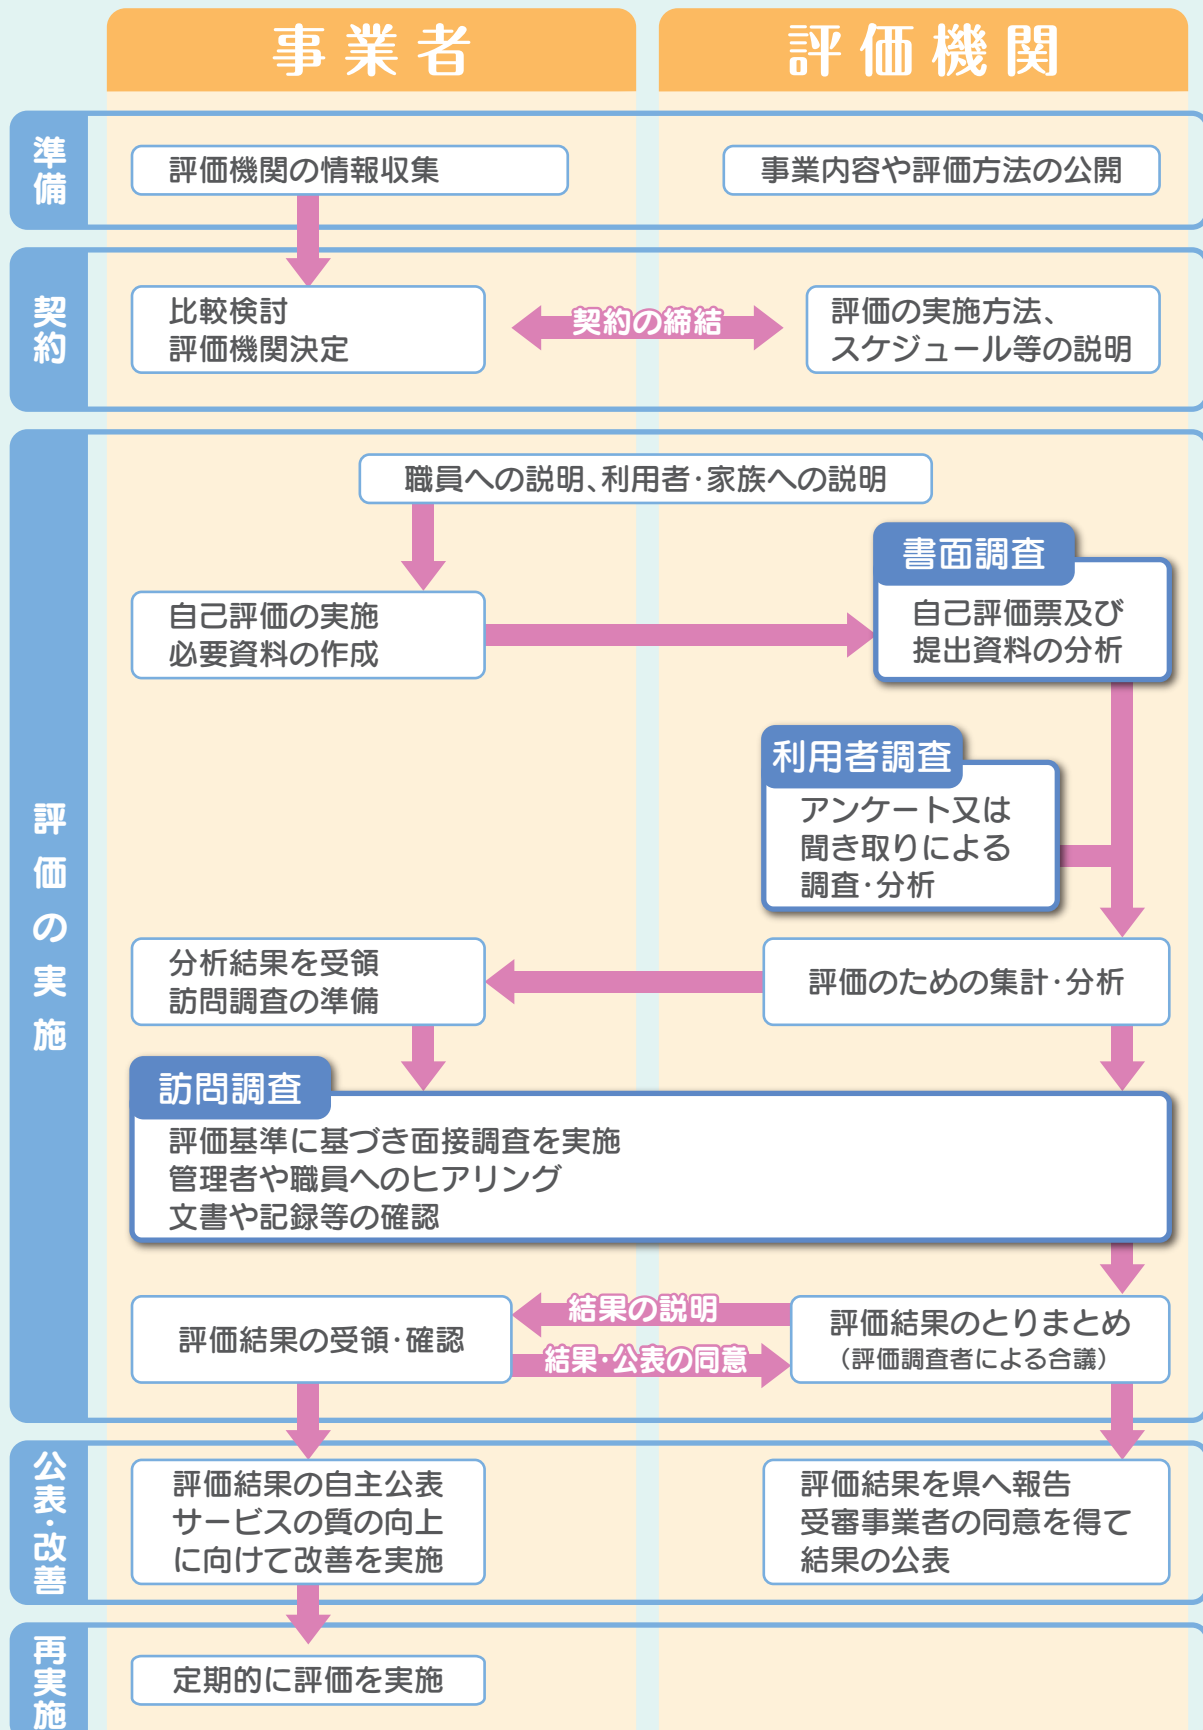 事業者
評価機関
準備
評価機関の情報収集
事業内容や評価方法の公開
契約
比較検討
評価機関決定
契約の締結
評価の実施方法、
スケジュール等の説明
評価の実施
職員への説明、利用者・家族への説明
自己評価の実施
必要資料の作成
書面調査
自己評価票及び
提出資料の分析
利用者調査
アンケート又は
聞き取りによる
調査・分析
分析結果を受領
訪問調査の準備
評価のための集計・分析
訪問調査
評価基準に基づき面接調査を実施
管理者や職員へのヒアリング
文書や記録等の確認
評価結果の受領・確認
結果の説明
結果・公表の同意
評価結果のとりまとめ
（評価調査者による合議）
公表・改善
評価結果の自主公表
サービスの質の向上
に向けて改善を実施
評価結果を県へ報告
受審事業者の同意を得て
結果の公表
再実施
定期的に評価を実施